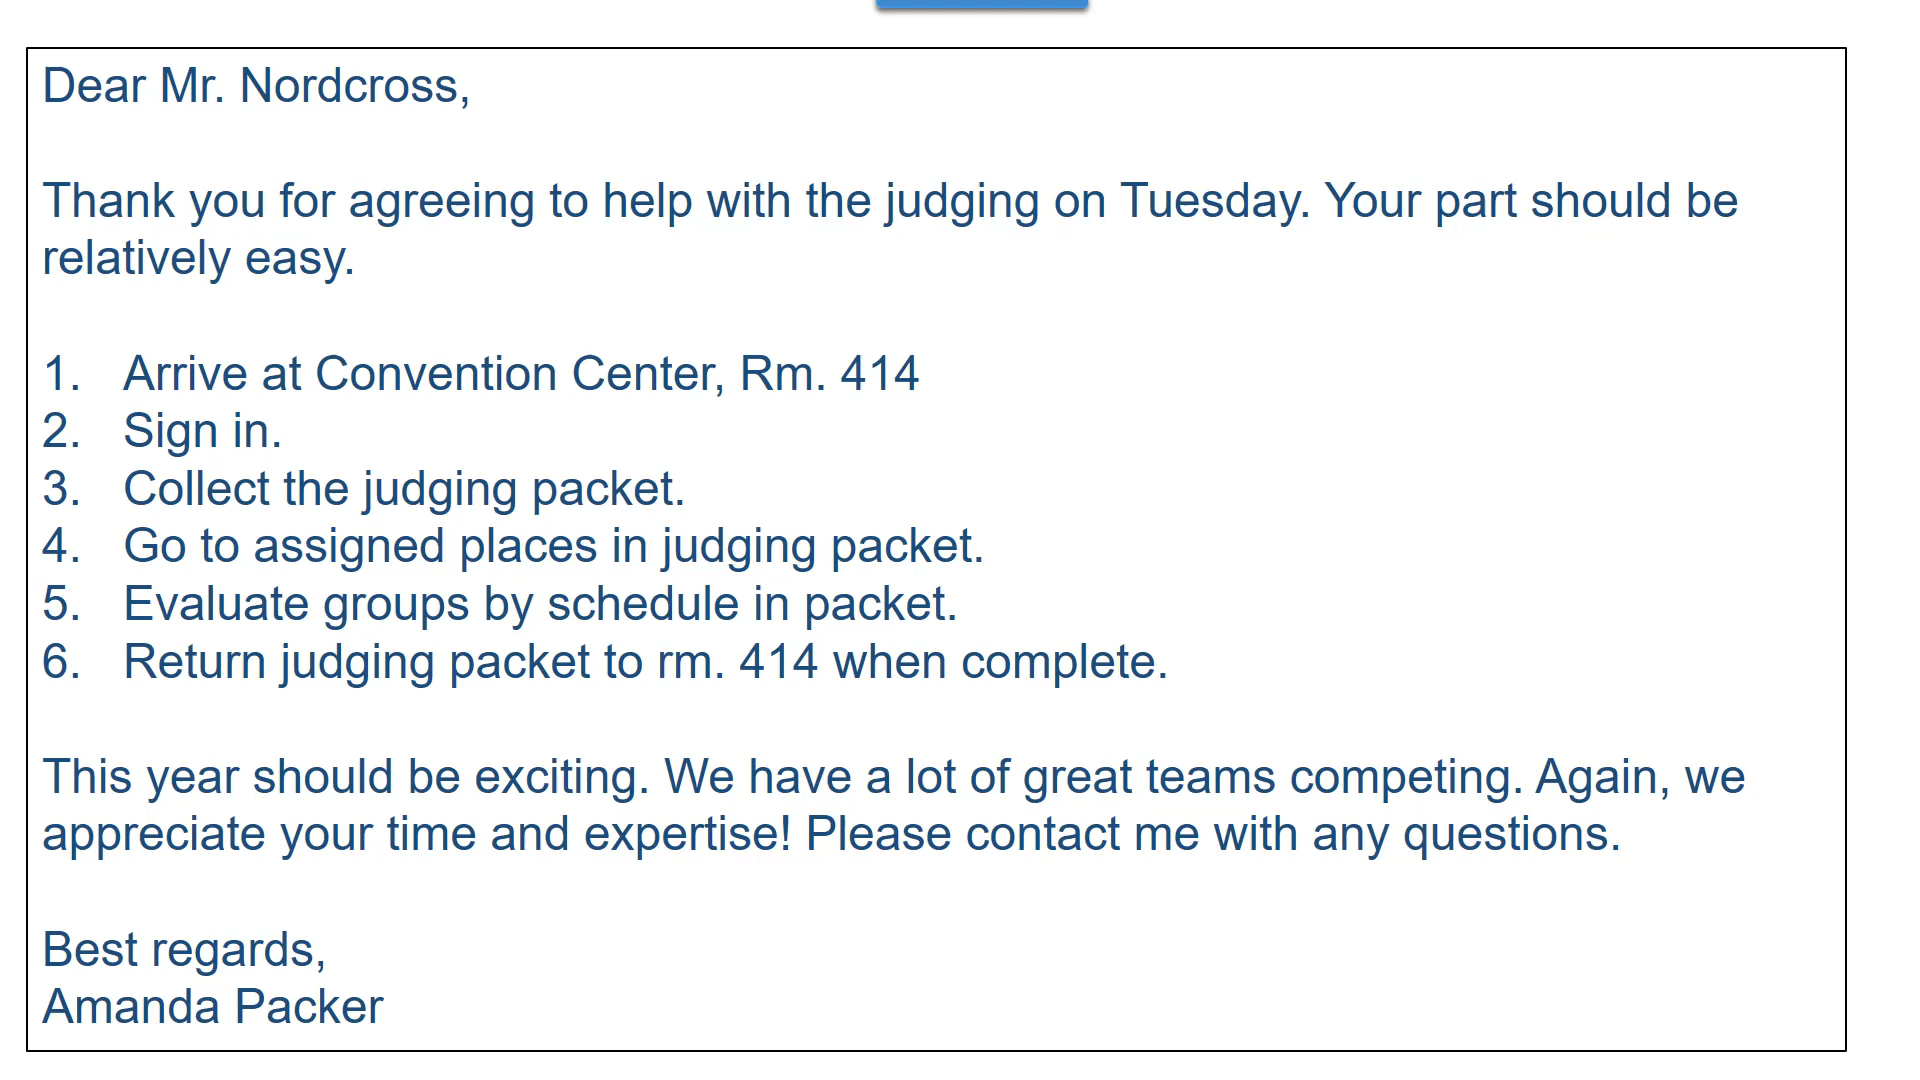 Dear Mr. Nordcross,
Thank you for agreeing to help with the judging on Tuesday. Your part should be
relatively easy.
1. Arrive at Convention Center, Rm. 414
2. Sign in.
3. Collect the judging packet.
4. Go to assigned places in judging packet.
5. Evaluate groups by schedule in packet.
6. Return judging packet to rm. 414 when complete.
This year should be exciting. We have a lot of great teams competing. Again, we
appreciate your time and expertise! Please contact me with any questions.
Best regards,
Amanda Packer